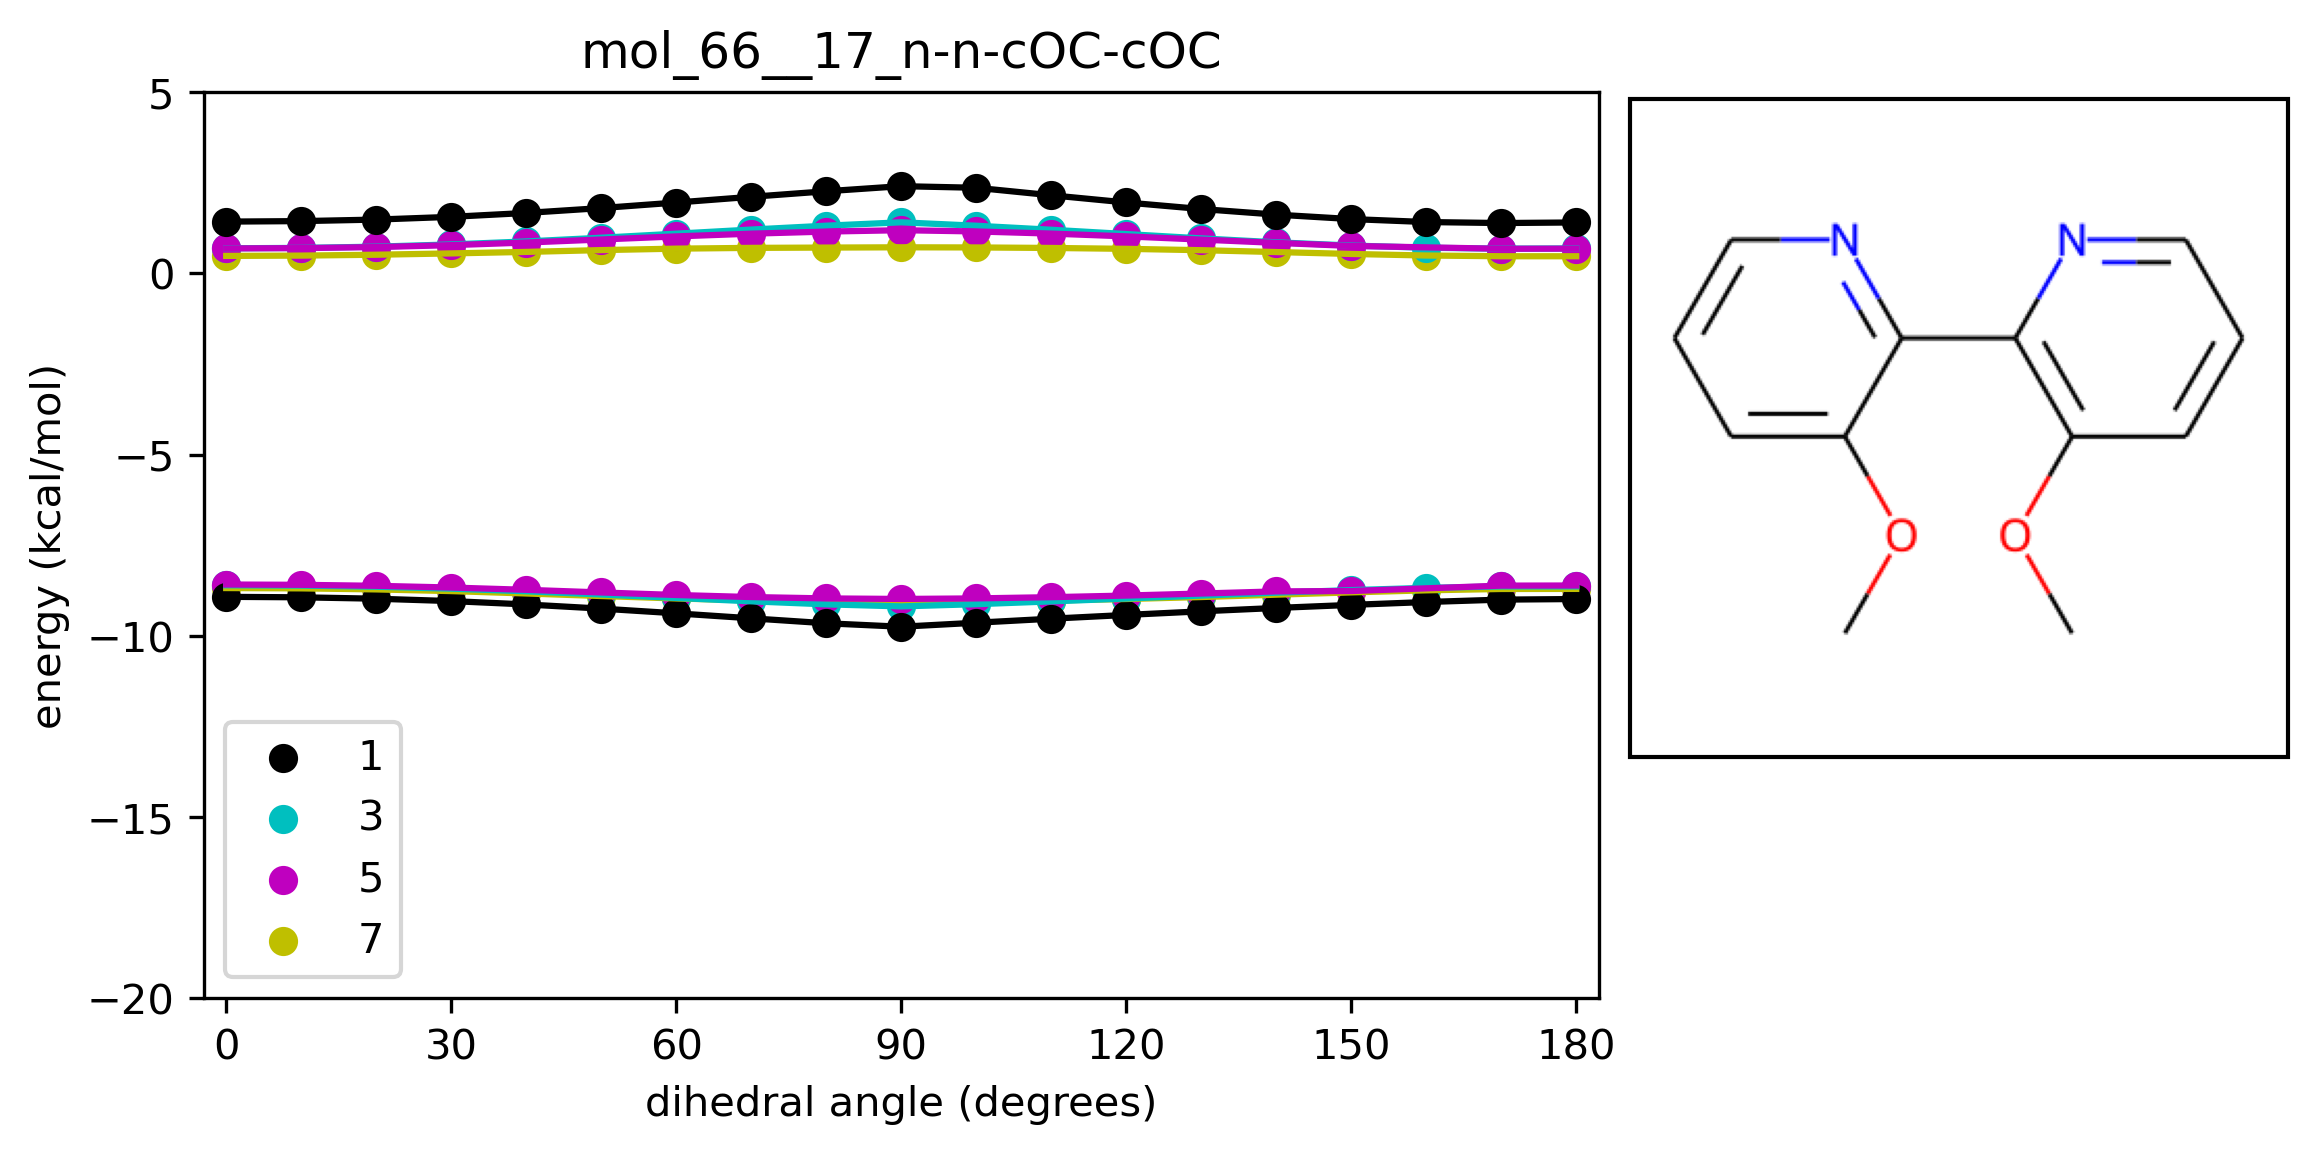 mol_66__17_n-n-cOC-cOC
5
0
−5
−10
−15
−20
energy (kcal/mol)
0 30 60 90 120 150 180
dihedral angle (degrees)
1
3
5
7
N N
O O